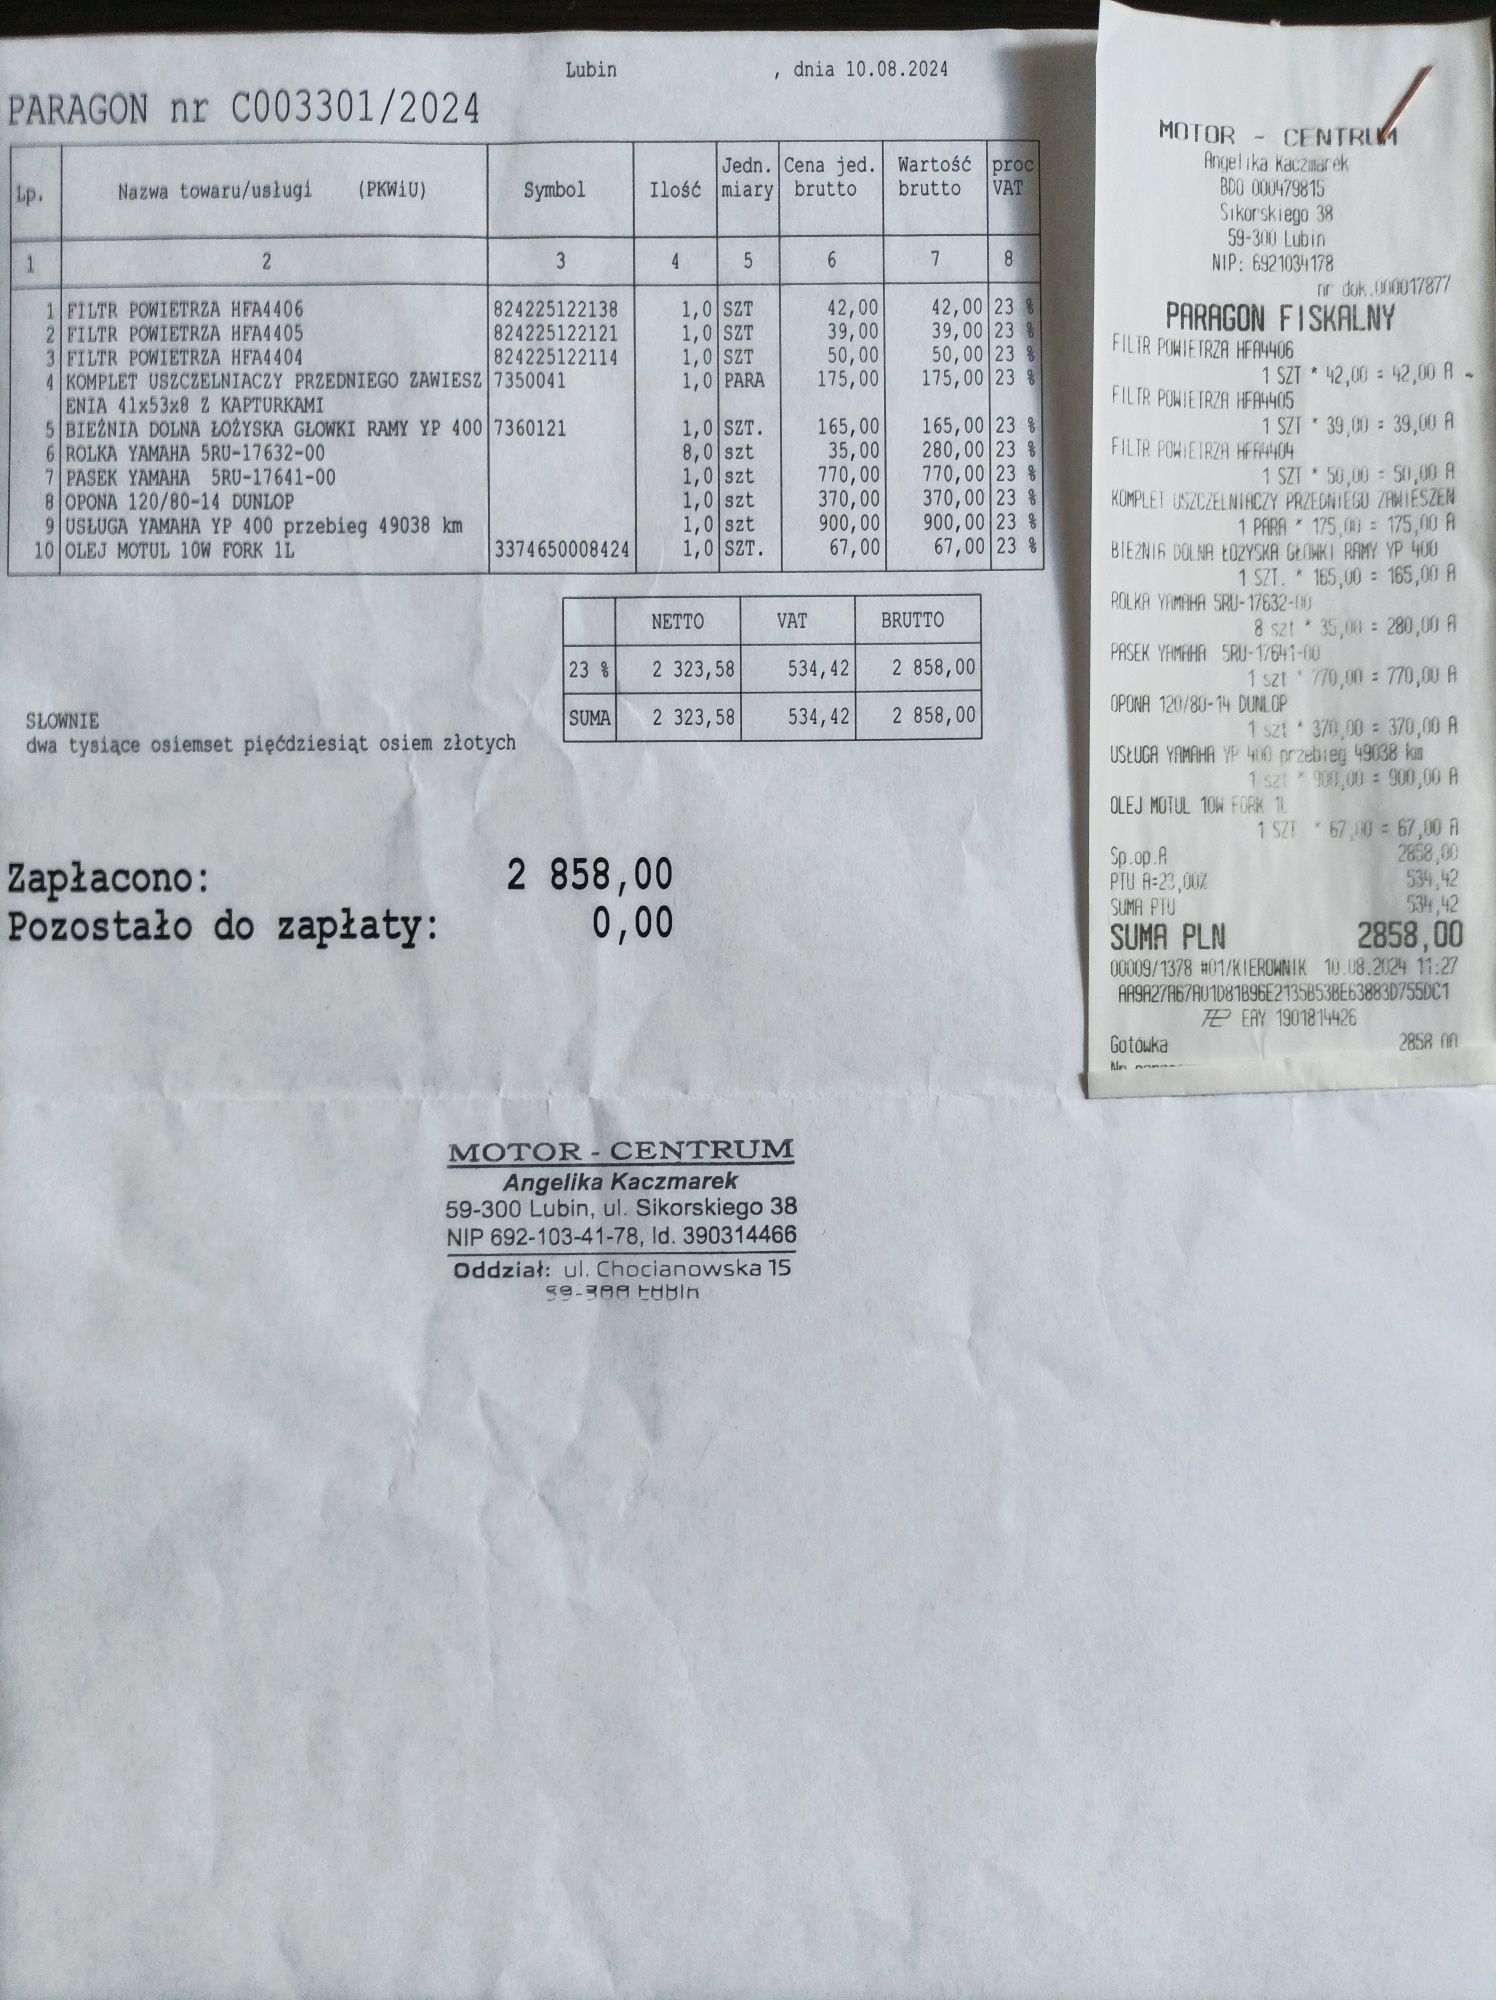 Lubin , dnia 10.08.2024
PARAGON nr C003301/2024
Lp. Nazwa towaru/usługi (PKWiU) Symbol Ilość Jedn. miary Cena jed. brutto Wartość brutto proc VAT
1 2 3 4 5 6 7 8
1 FILTR POWIETRZA HFA4406 824225122138 1,0 SZT 42,00 42,00 23 %
2 FILTR POWIETRZA HFA4405 824225122121 1,0 SZT 39,00 39,00 23 %
3 FILTR POWIETRZA HFA4404 824225122114 1,0 SZT 50,00 50,00 23 %
4 KOMPLET USZCZELNIACZY PRZEDNIEGO ZAWIESZ 7350041 1,0 PARA 175,00 175,00 23 %
ENIA 41x53x8 Z KAPTURKAMI
5 BIEŻNIA DOLNA ŁOŻYSKA GŁOWKI RAMY YP 400 7360121 1,0 SZT. 165,00 165,00 23 %
6 ROLKA YAMAHA 5RU-17632-00 8,0 szt 35,00 280,00 23 %
7 PASEK YAMAHA 5RU-17641-00 1,0 szt 770,00 770,00 23 %
8 OPONA 120/80-14 DUNLOP 1,0 szt 370,00 370,00 23 %
9 USŁUGA YAMAHA YP 400 przebieg 49038 km 1,0 szt 900,00 900,00 23 %
10 OLEJ MOTUL 10W FORK 1L 3374650008424 1,0 SZT. 67,00 67,00 23 %
NETTO VAT BRUTTO
23 % 2 323,58 534,42 2 858,00
SUMA 2 323,58 534,42 2 858,00
SŁOWNIE
dwa tysiące osiemset pięćdziesiąt osiem złotych
Zapłacono: 2 858,00
Pozostało do zapłaty: 0,00
MOTOR - CENTRUM
Angelika Kaczmarek
59-300 Lubin, ul. Sikorskiego 38
NIP 692-103-41-78, Id. 390314466
Oddział: ul. Chocianowska 15
59-300 Lubin
MOTOR - CENTRUM
Angelika Kaczmarek
BDO 000479815
Sikorskiego 38
59-300 Lubin
NIP: 6921034178
nr dok.000017877
PARAGON FISKALNY
FILTR POWIETRZA HFA4406
1 SZT * 42,00 = 42,00 A
FILTR POWIETRZA HFA4405
1 SZT * 39,00 = 39,00 A
FILTR POWIETRZA HFA4404
1 SZT * 50,00 = 50,00 A
KOMPLET USZCZELNIACZY PRZEDNIEGO ZAWIESZEN
1 PARA * 175,00 = 175,00 A
BIEŻNIA DOLNA ŁOŻYSKA GŁOWKI RAMY YP 400
1 SZT. * 165,00 = 165,00 A
ROLKA YAMAHA 5RU-17632-00
8 szt * 35,00 = 280,00 A
PASEK YAMAHA 5RU-17641-00
1 szt * 770,00 = 770,00 A
OPONA 120/80-14 DUNLOP
1 szt * 370,00 = 370,00 A
USŁUGA YAMAHA YP 400 przebieg 49038 km
1 szt * 900,00 = 900,00 A
OLEJ MOTUL 10W FORK 1L
1 SZT. * 67,00 = 67,00 A
Sp.op.A 2858,00
PTU A=23,00% 534,42
SUMA PTU 534,42
SUMA PLN 2858,00
00009/1378 #01/KIEROWNIK 10.08.2024 11:27
AA9A27A67A01D81B96E2135B53BE63883D755DC1
EAY 1901814426
Gotówka 2858,00